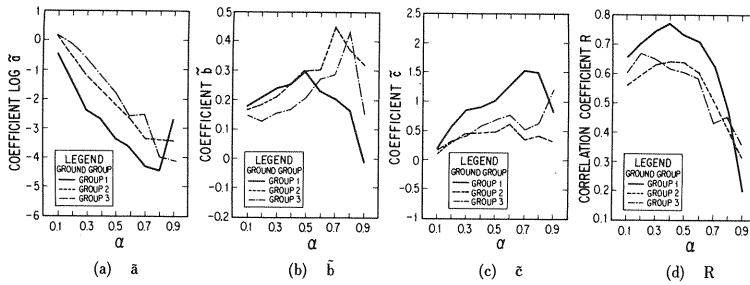 COEFFICIENT LOG ã
1
0
-1
-2
-3
-4
-5
-6
LEGEND
GROUND GROUP
GROUP 1
GROUP 2
GROUP 3
0.1 0.3 0.5 0.7 0.9
α
(a) ã
COEFFICIENT b̃
0.5
0.4
0.3
0.2
0.1
0.0
-0.1
-0.2
LEGEND
GROUND GROUP
GROUP 1
GROUP 2
GROUP 3
0.1 0.3 0.5 0.7 0.9
α
(b) b̃
COEFFICIENT c̃
2.5
2.0
1.5
1.0
0.5
0
-0.5
-1
LEGEND
GROUND GROUP
GROUP 1
GROUP 2
GROUP 3
0.1 0.3 0.5 0.7 0.9
α
(c) c̃
CORRELATION COEFFICIENT R
0.8
0.7
0.6
0.5
0.4
0.3
0.2
0.1
LEGEND
GROUND GROUP
GROUP 1
GROUP 2
GROUP 3
0.1 0.3 0.5 0.7 0.9
α
(d) R